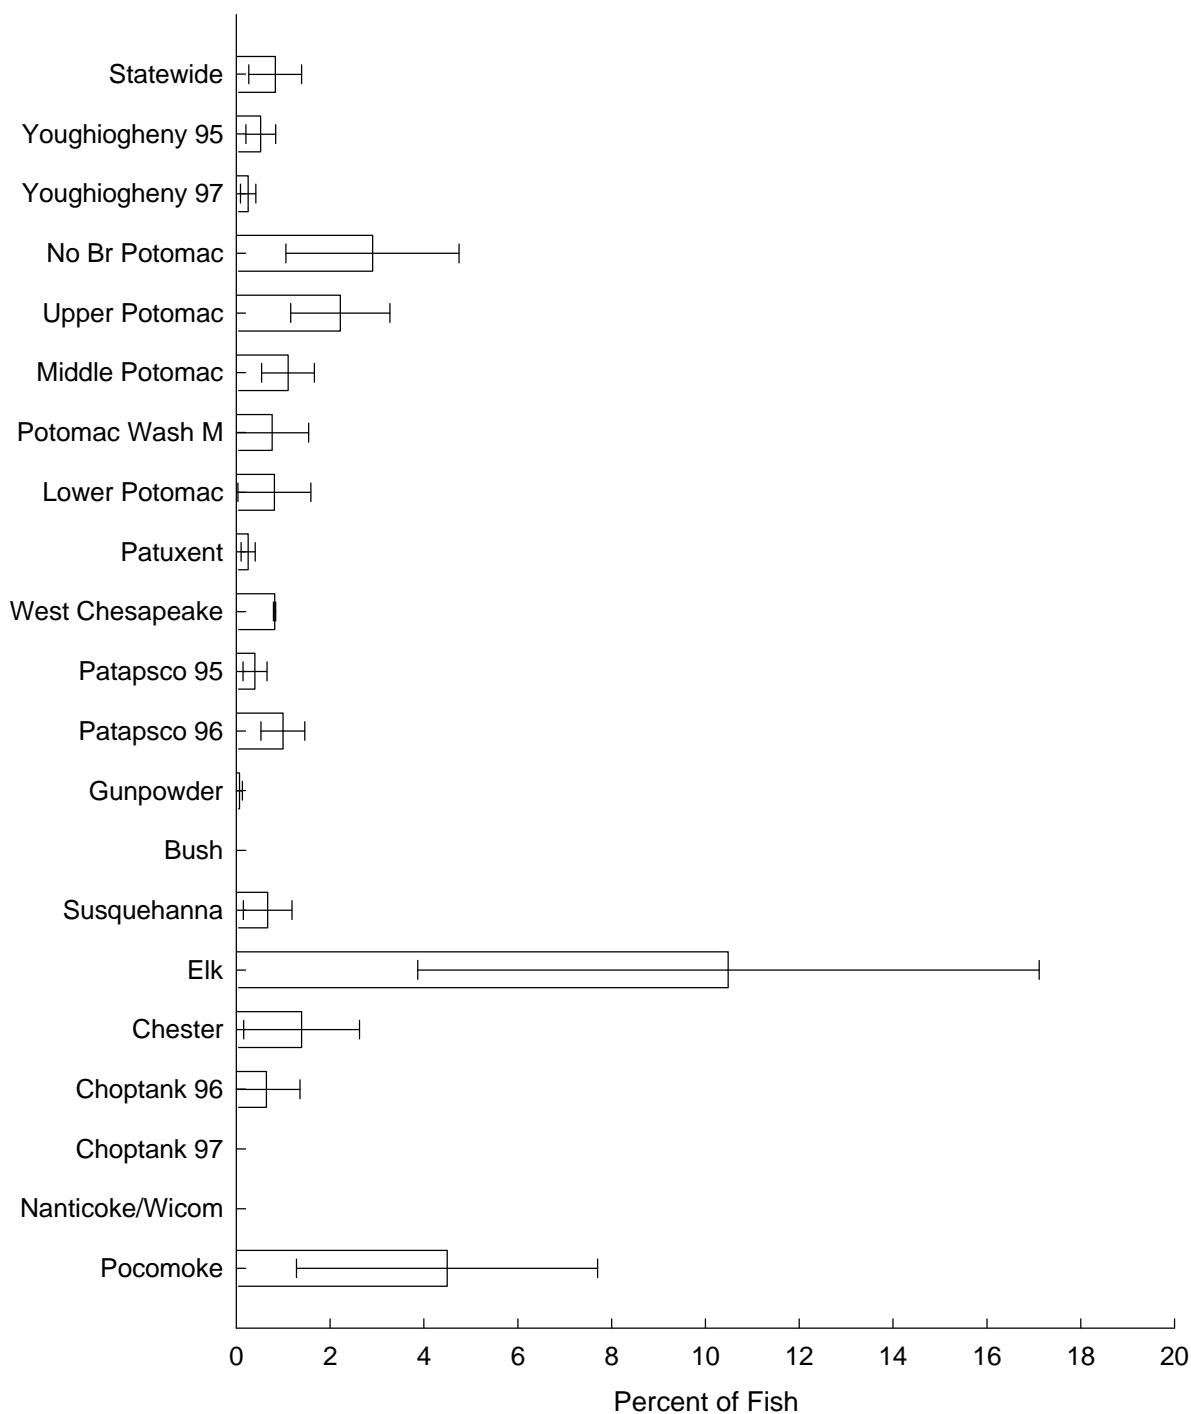 Statewide
Youghiogheny 95
Youghiogheny 97
No Br Potomac
Upper Potomac
Middle Potomac
Potomac Wash M
Lower Potomac
Patuxent
West Chesapeake
Patapsco 95
Patapsco 96
Gunpowder
Bush
Susquehanna
Elk
Chester
Choptank 96
Choptank 97
Nanticoke/Wicom
Pocomoke
0 2 4 6 8 10 12 14 16 18 20
Percent of Fish